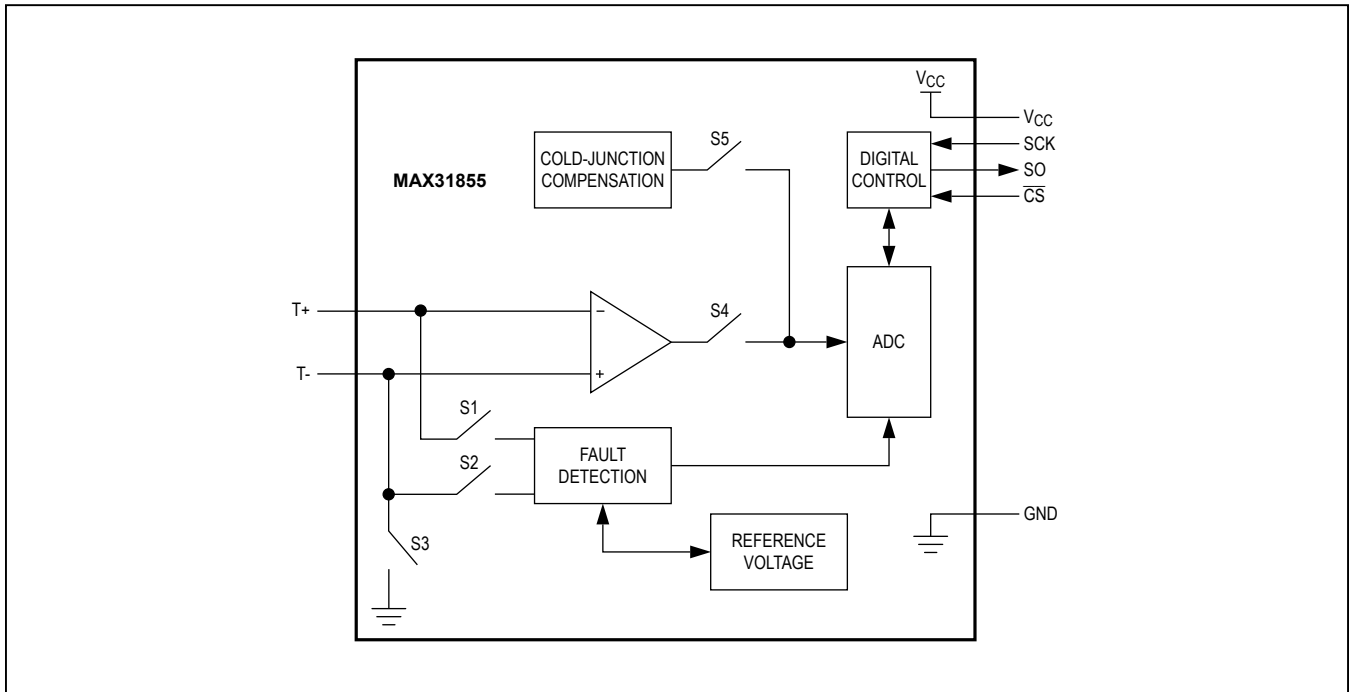 VCC
VCC
S5
COLD-JUNCTION
COMPENSATION
DIGITAL
CONTROL
SCK
SO
CS
MAX31855
T+
−
S4
ADC
T-
+
S1
S2
FAULT
DETECTION
S3
REFERENCE
VOLTAGE
GND